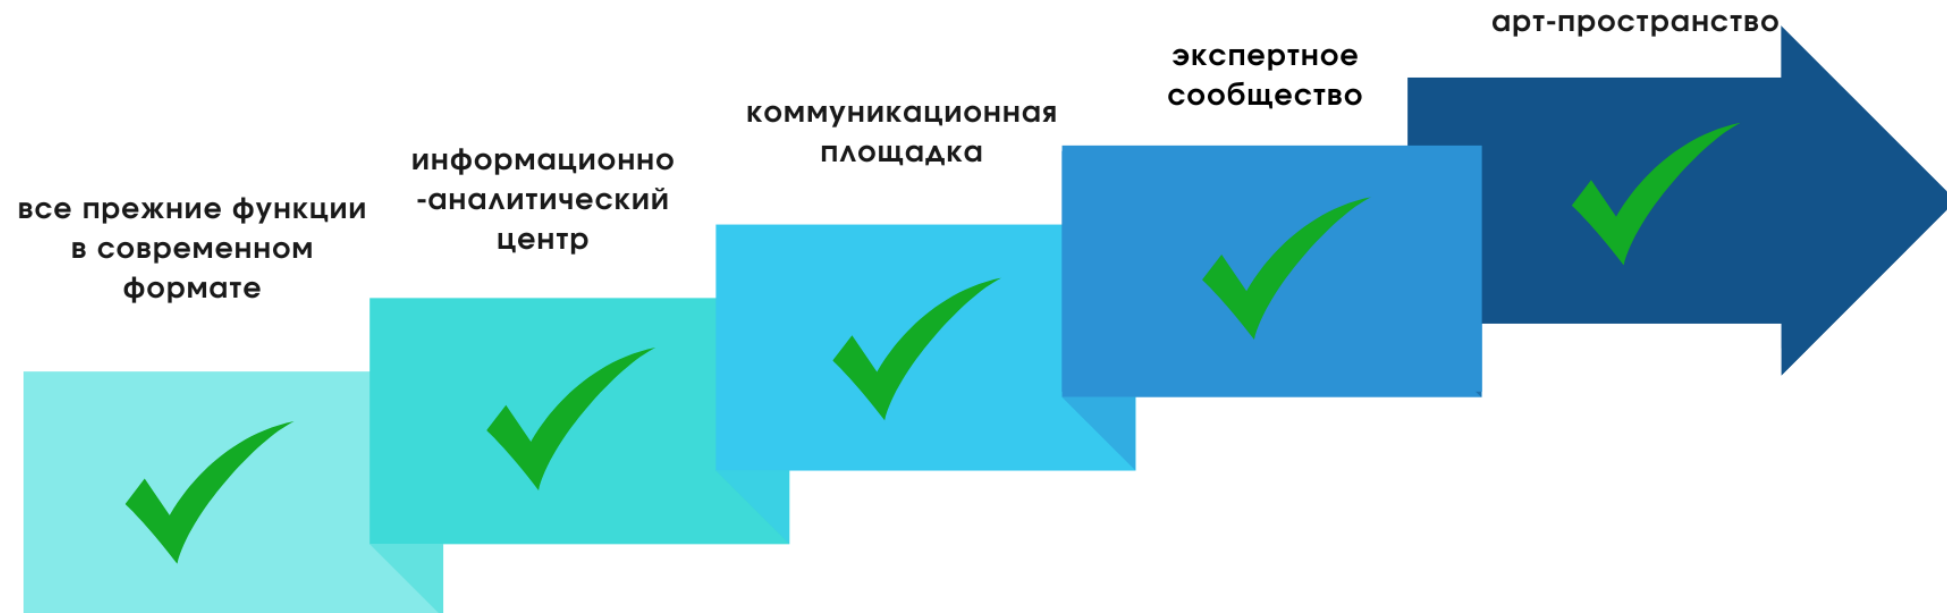 все прежние функции
в современном
формате
информационно
-аналитический
центр
коммуникационная
площадка
экспертное
сообщество
арт-пространство